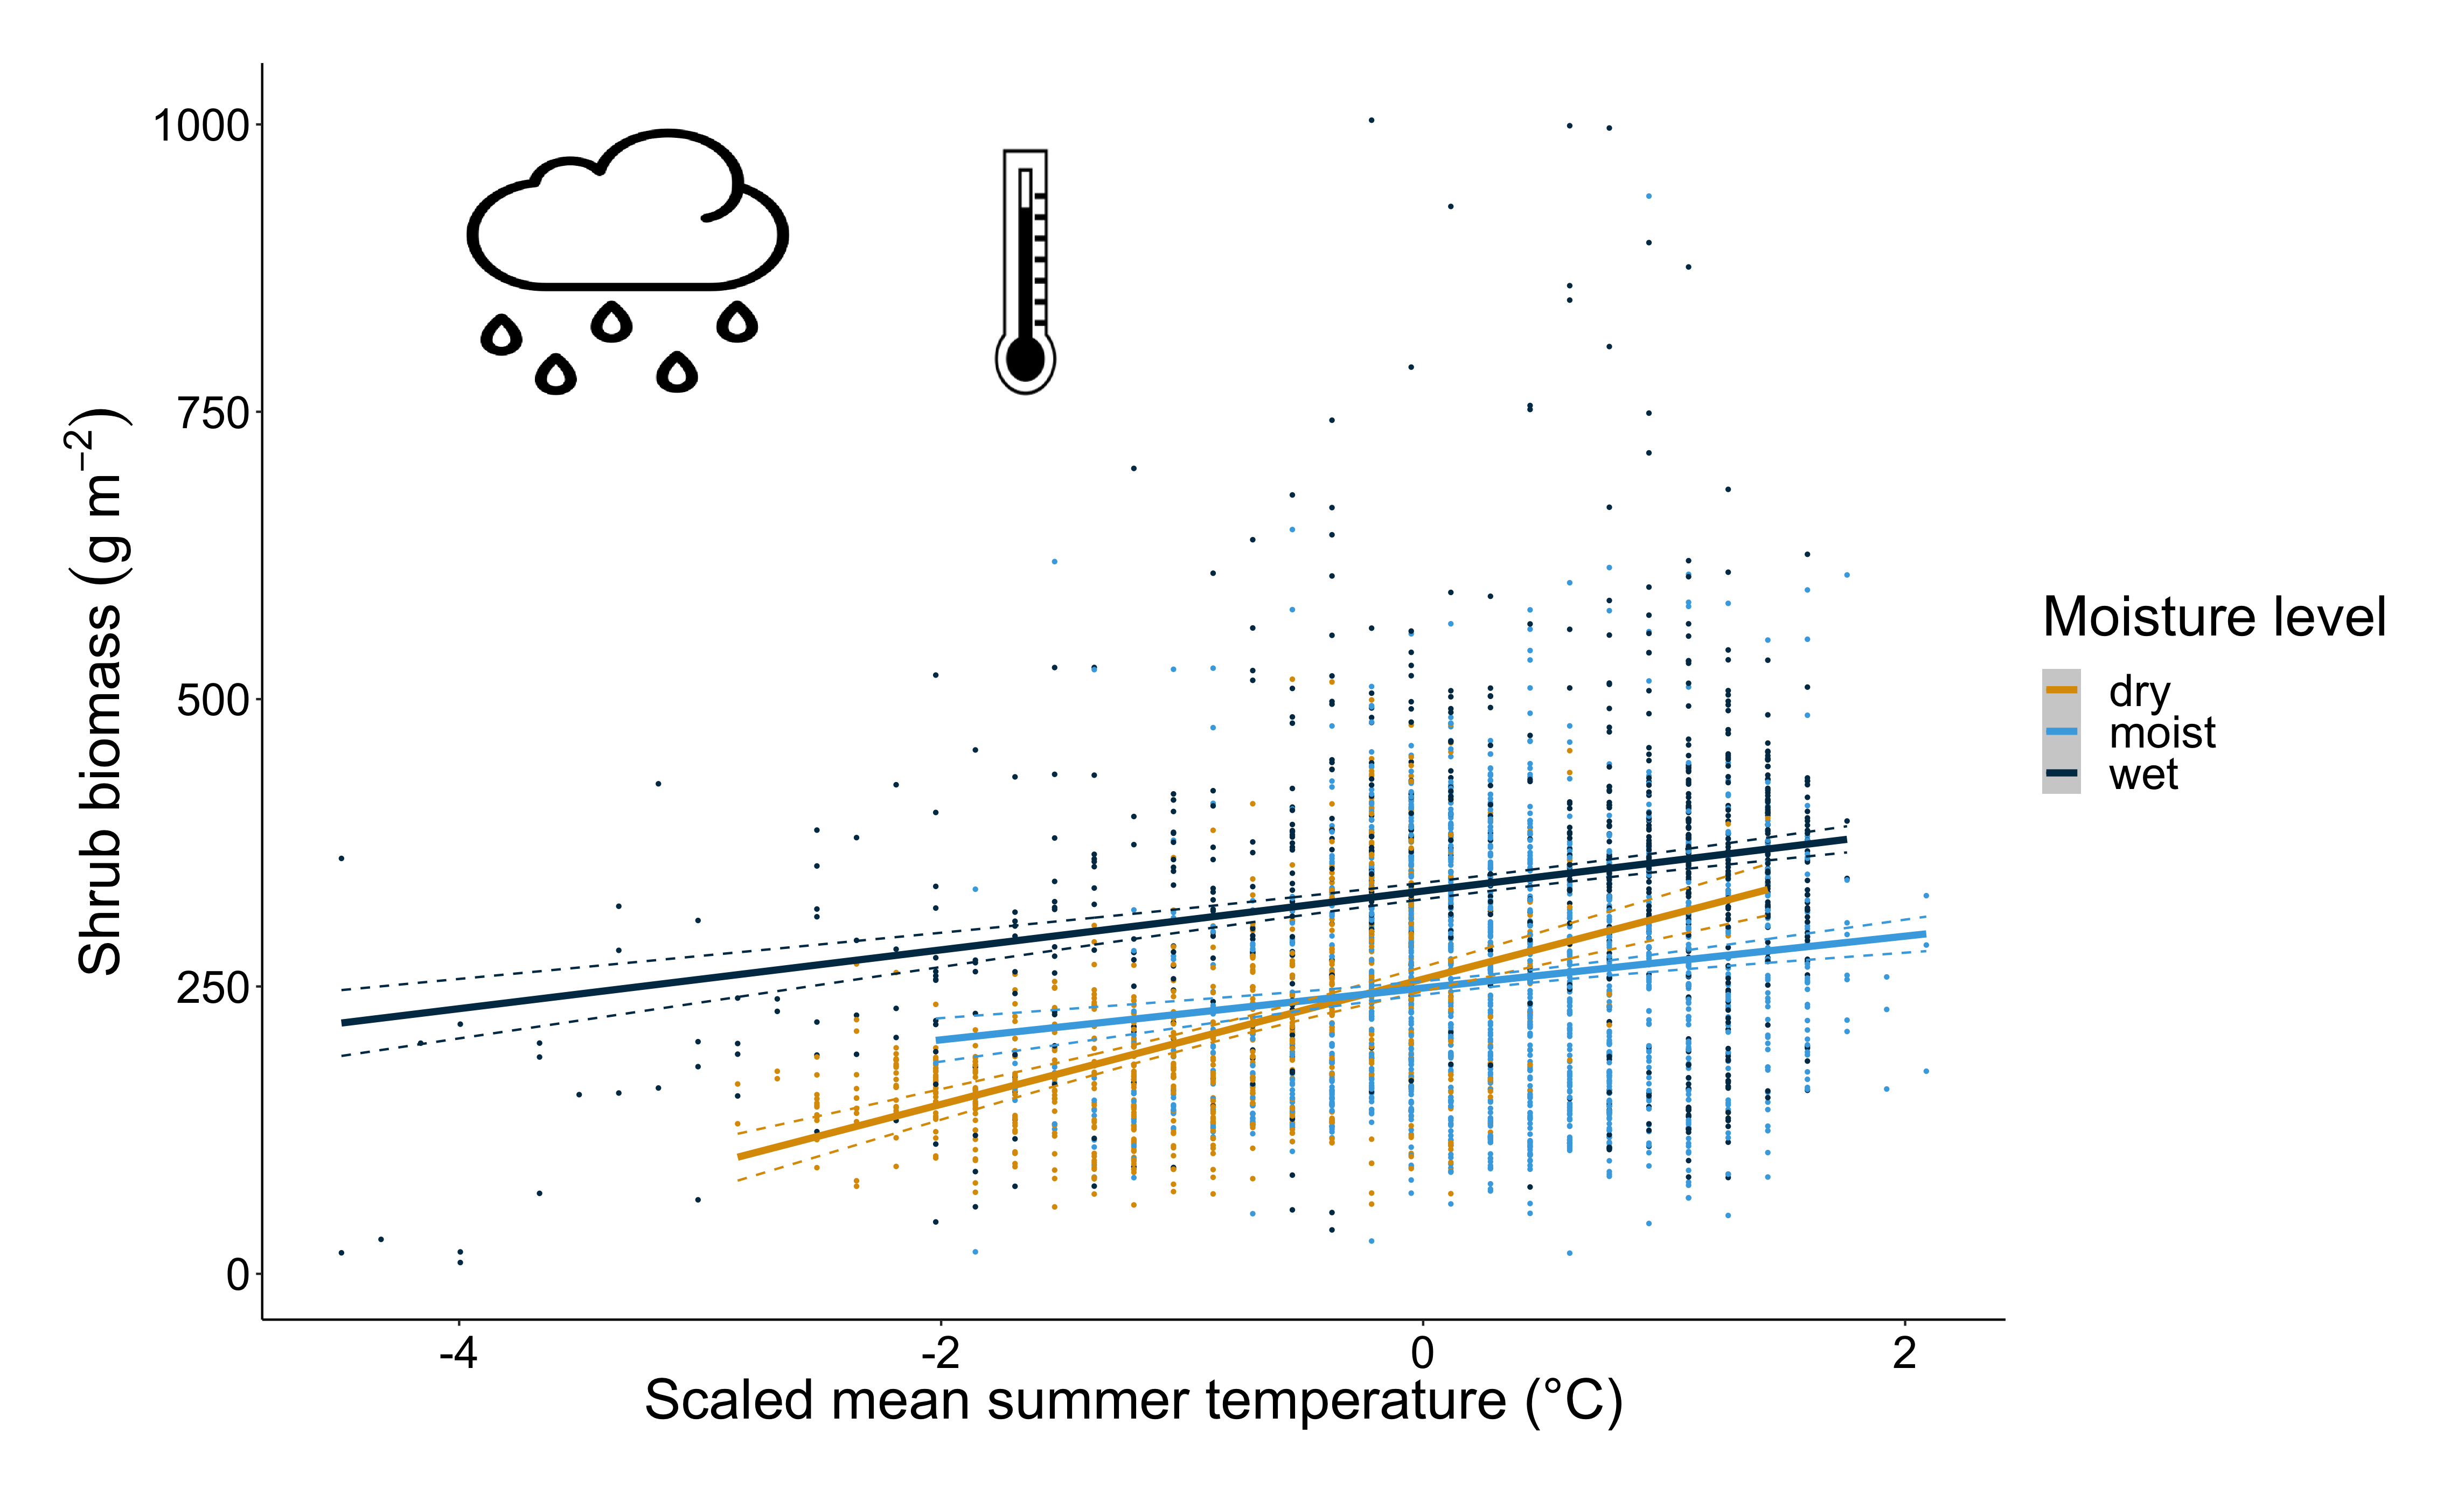 1000
750
500
250
0
Shrub biomass (g m⁻²)
-4
-2
0
2
Scaled mean summer temperature (°C)
Moisture level
dry
moist
wet